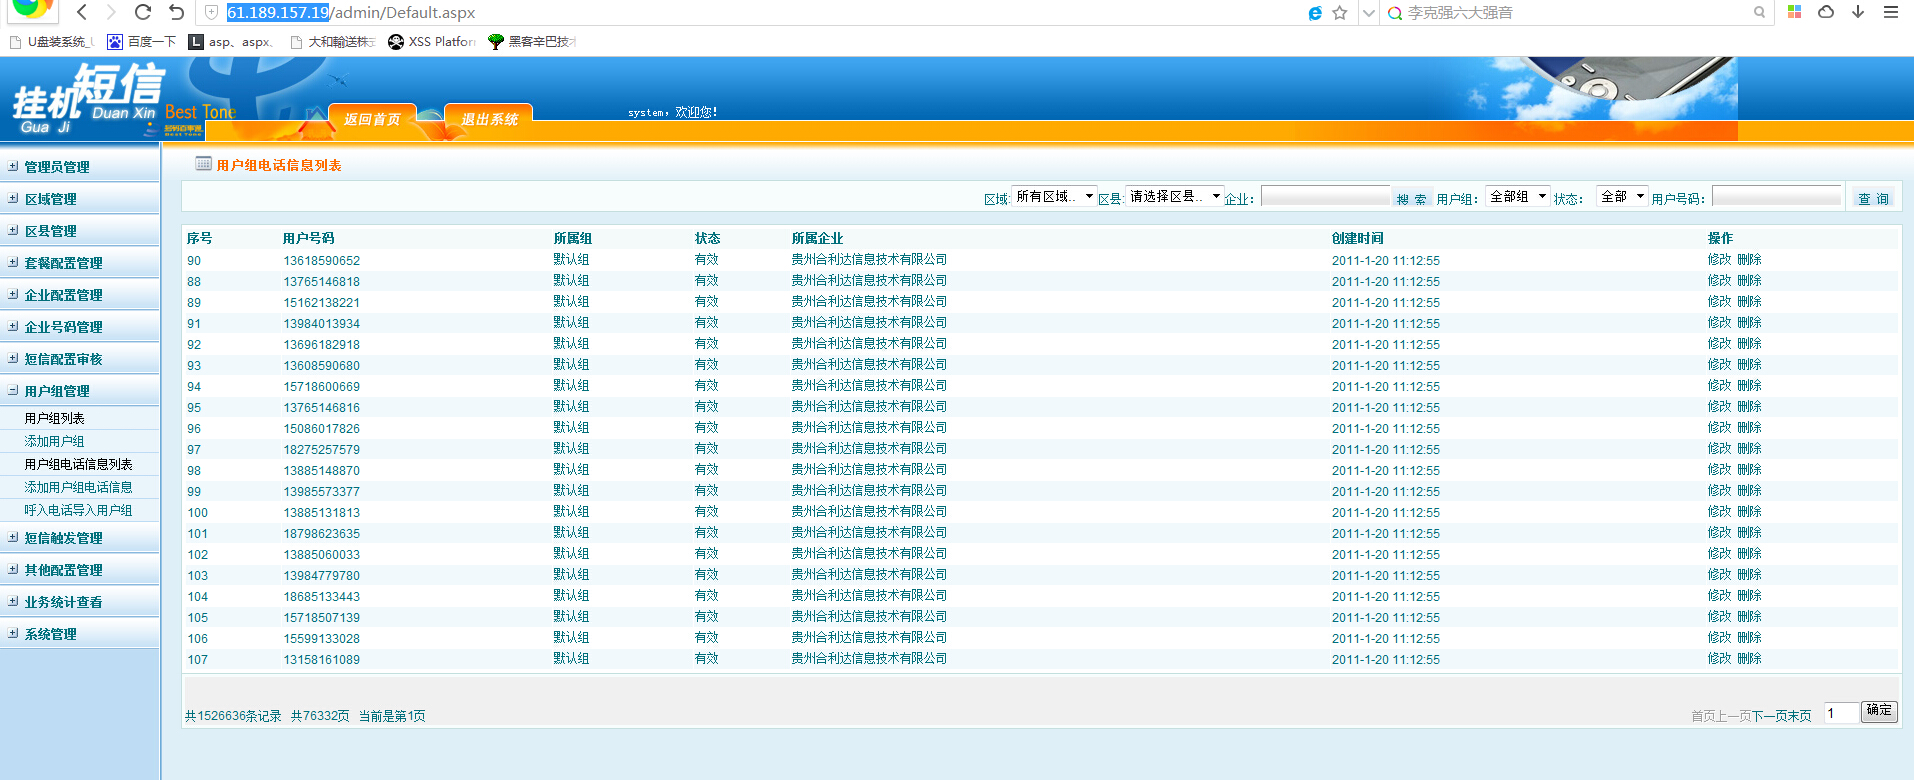 61.189.157.19/admin/Default.aspx
李克强六大强音
U盘装系统_U
百度一下
asp、aspx、
大和輸送株式
XSS Platfor
黑客辛巴技术
挂机短信
Gua Ji Duan Xin
Best Tone
号码百事通
Best Tone
返回首页
退出系统
system，欢迎您！
管理员管理
区域管理
区县管理
套餐配置管理
企业配置管理
企业号码管理
短信配置审核
用户组管理
用户组列表
添加用户组
用户组电话信息列表
添加用户组电话信息
呼入电话导入用户组
短信触发管理
其他配置管理
业务统计查看
系统管理
用户组电话信息列表
区域: 所有区域.. 区县: 请选择区县.. 企业： 搜 索 用户组： 全部组 状态： 全部 用户号码： 查 询
序号 用户号码 所属组 状态 所属企业 创建时间 操作
90 13618590652 默认组 有效 贵州合利达信息技术有限公司 2011-1-20 11:12:55 修改 删除
88 13765146818 默认组 有效 贵州合利达信息技术有限公司 2011-1-20 11:12:55 修改 删除
89 15162138221 默认组 有效 贵州合利达信息技术有限公司 2011-1-20 11:12:55 修改 删除
91 13984013934 默认组 有效 贵州合利达信息技术有限公司 2011-1-20 11:12:55 修改 删除
92 13696182918 默认组 有效 贵州合利达信息技术有限公司 2011-1-20 11:12:55 修改 删除
93 13608590680 默认组 有效 贵州合利达信息技术有限公司 2011-1-20 11:12:55 修改 删除
94 15718600669 默认组 有效 贵州合利达信息技术有限公司 2011-1-20 11:12:55 修改 删除
95 13765146816 默认组 有效 贵州合利达信息技术有限公司 2011-1-20 11:12:55 修改 删除
96 15086017826 默认组 有效 贵州合利达信息技术有限公司 2011-1-20 11:12:55 修改 删除
97 18275257579 默认组 有效 贵州合利达信息技术有限公司 2011-1-20 11:12:55 修改 删除
98 13885148870 默认组 有效 贵州合利达信息技术有限公司 2011-1-20 11:12:55 修改 删除
99 13985573377 默认组 有效 贵州合利达信息技术有限公司 2011-1-20 11:12:55 修改 删除
100 13885131813 默认组 有效 贵州合利达信息技术有限公司 2011-1-20 11:12:55 修改 删除
101 18798623635 默认组 有效 贵州合利达信息技术有限公司 2011-1-20 11:12:55 修改 删除
102 13885060033 默认组 有效 贵州合利达信息技术有限公司 2011-1-20 11:12:55 修改 删除
103 13984779780 默认组 有效 贵州合利达信息技术有限公司 2011-1-20 11:12:55 修改 删除
104 18685133443 默认组 有效 贵州合利达信息技术有限公司 2011-1-20 11:12:55 修改 删除
105 15718507139 默认组 有效 贵州合利达信息技术有限公司 2011-1-20 11:12:55 修改 删除
106 15599133028 默认组 有效 贵州合利达信息技术有限公司 2011-1-20 11:12:55 修改 删除
107 13158161089 默认组 有效 贵州合利达信息技术有限公司 2011-1-20 11:12:55 修改 删除
共1526636条记录 共76332页 当前是第1页 首页上一页下一页末页 1 确定